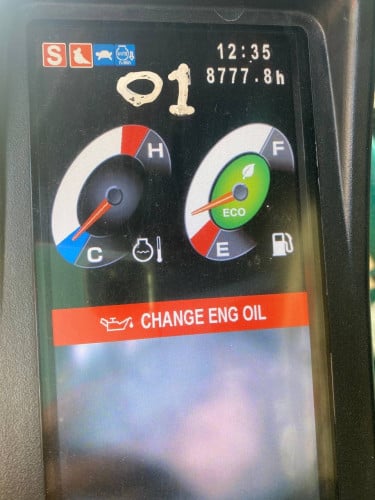 S
12:35
01
8777.8h
H
F
ECO
C
E
CHANGE ENG OIL